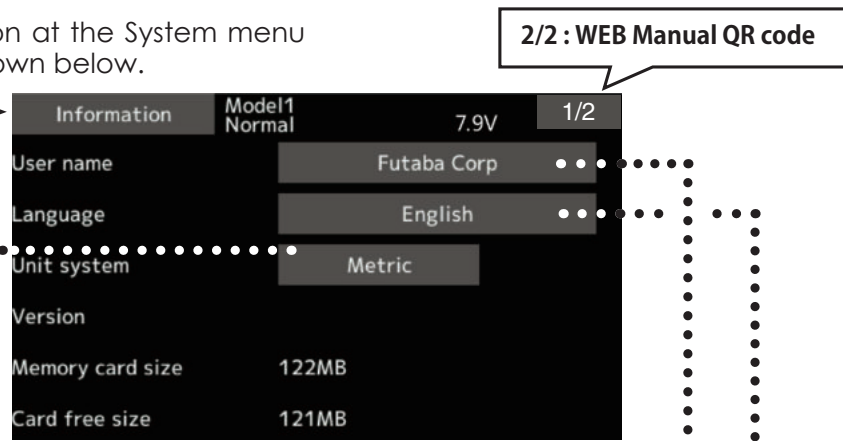 on at the System menu
own below.
2/2 : WEB Manual QR code
Information
Model1
Normal
7.9V
1/2
User name
Futaba Corp
Language
English
Unit system
Metric
Version
Memory card size
122MB
Card free size
121MB